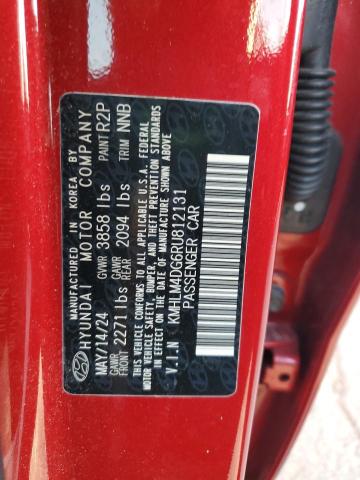 MANUFACTURED IN KOREA BY
HYUNDAI MOTOR COMPANY
MAY/14/24 GVWR 3858 lbs PAINT R2P
GAWR FRONT 2271 lbs GAWR REAR 2094 lbs TRIM NNB
THIS VEHICLE CONFORMS TO ALL APPLICABLE U.S.A. FEDERAL
MOTOR VEHICLE SAFETY, BUMPER, AND THEFT PREVENTION STANDARDS
IN EFFECT ON THE DATE OF MANUFACTURE SHOWN ABOVE
V.I.N KMHLM4DG6RU812131
PASSENGER CAR